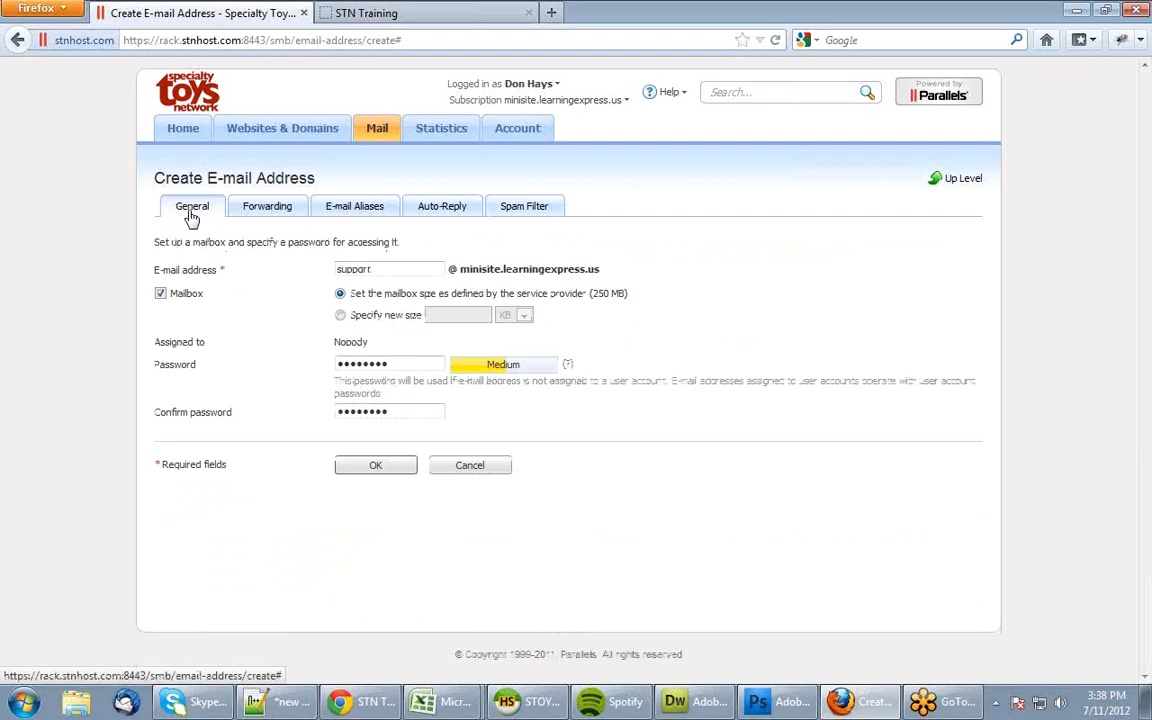 Firefox
Create E-mail Address - Specialty Toy...
STN Training
stnhost.com
https://rack.stnhost.com:8443/smb/email-address/create#
Google
specialty toys network
Logged in as Don Hays
Subscription minisite.learningexpress.us
Help
Search...
Powered by
Parallels
Home
Websites & Domains
Mail
Statistics
Account
Create E-mail Address
Up Level
General
Forwarding
E-mail Aliases
Auto-Reply
Spam Filter
Set up a mailbox and specify a password for accessing it.
E-mail address *
support
@ minisite.learningexpress.us
Mailbox
Set the mailbox size as defined by the service provider (250 MB)
Specify new size
KB
Assigned to
Nobody
Password
••••••••
Medium
(?)
This password will be used if e-mail address is not assigned to a user account. E-mail addresses assigned to user accounts operate with user account
passwords
Confirm password
••••••••
* Required fields
OK
Cancel
© Copyright 1999-2011. Parallels. All rights reserved
https://rack.stnhost.com:8443/smb/email-address/create#
Skype...
"new ...
STN T...
Micr...
STOY...
Spotify
Adob...
Adob...
Creat...
GoTo...
3:38 PM
7/11/2012